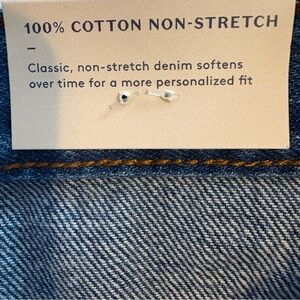 100% COTTON NON-STRETCH
–
Classic, non-stretch denim softens
over time for a more personalized fit